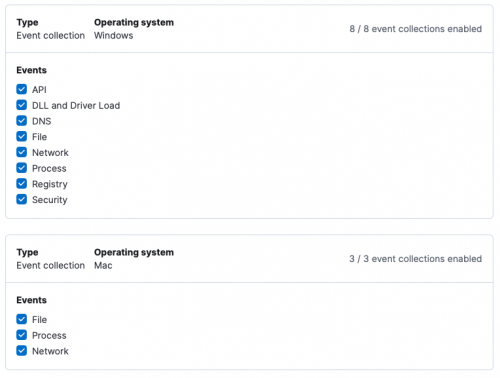 Type Operating system
Event collection Windows 8 / 8 event collections enabled
Events
API
DLL and Driver Load
DNS
File
Network
Process
Registry
Security
Type Operating system
Event collection Mac 3 / 3 event collections enabled
Events
File
Process
Network